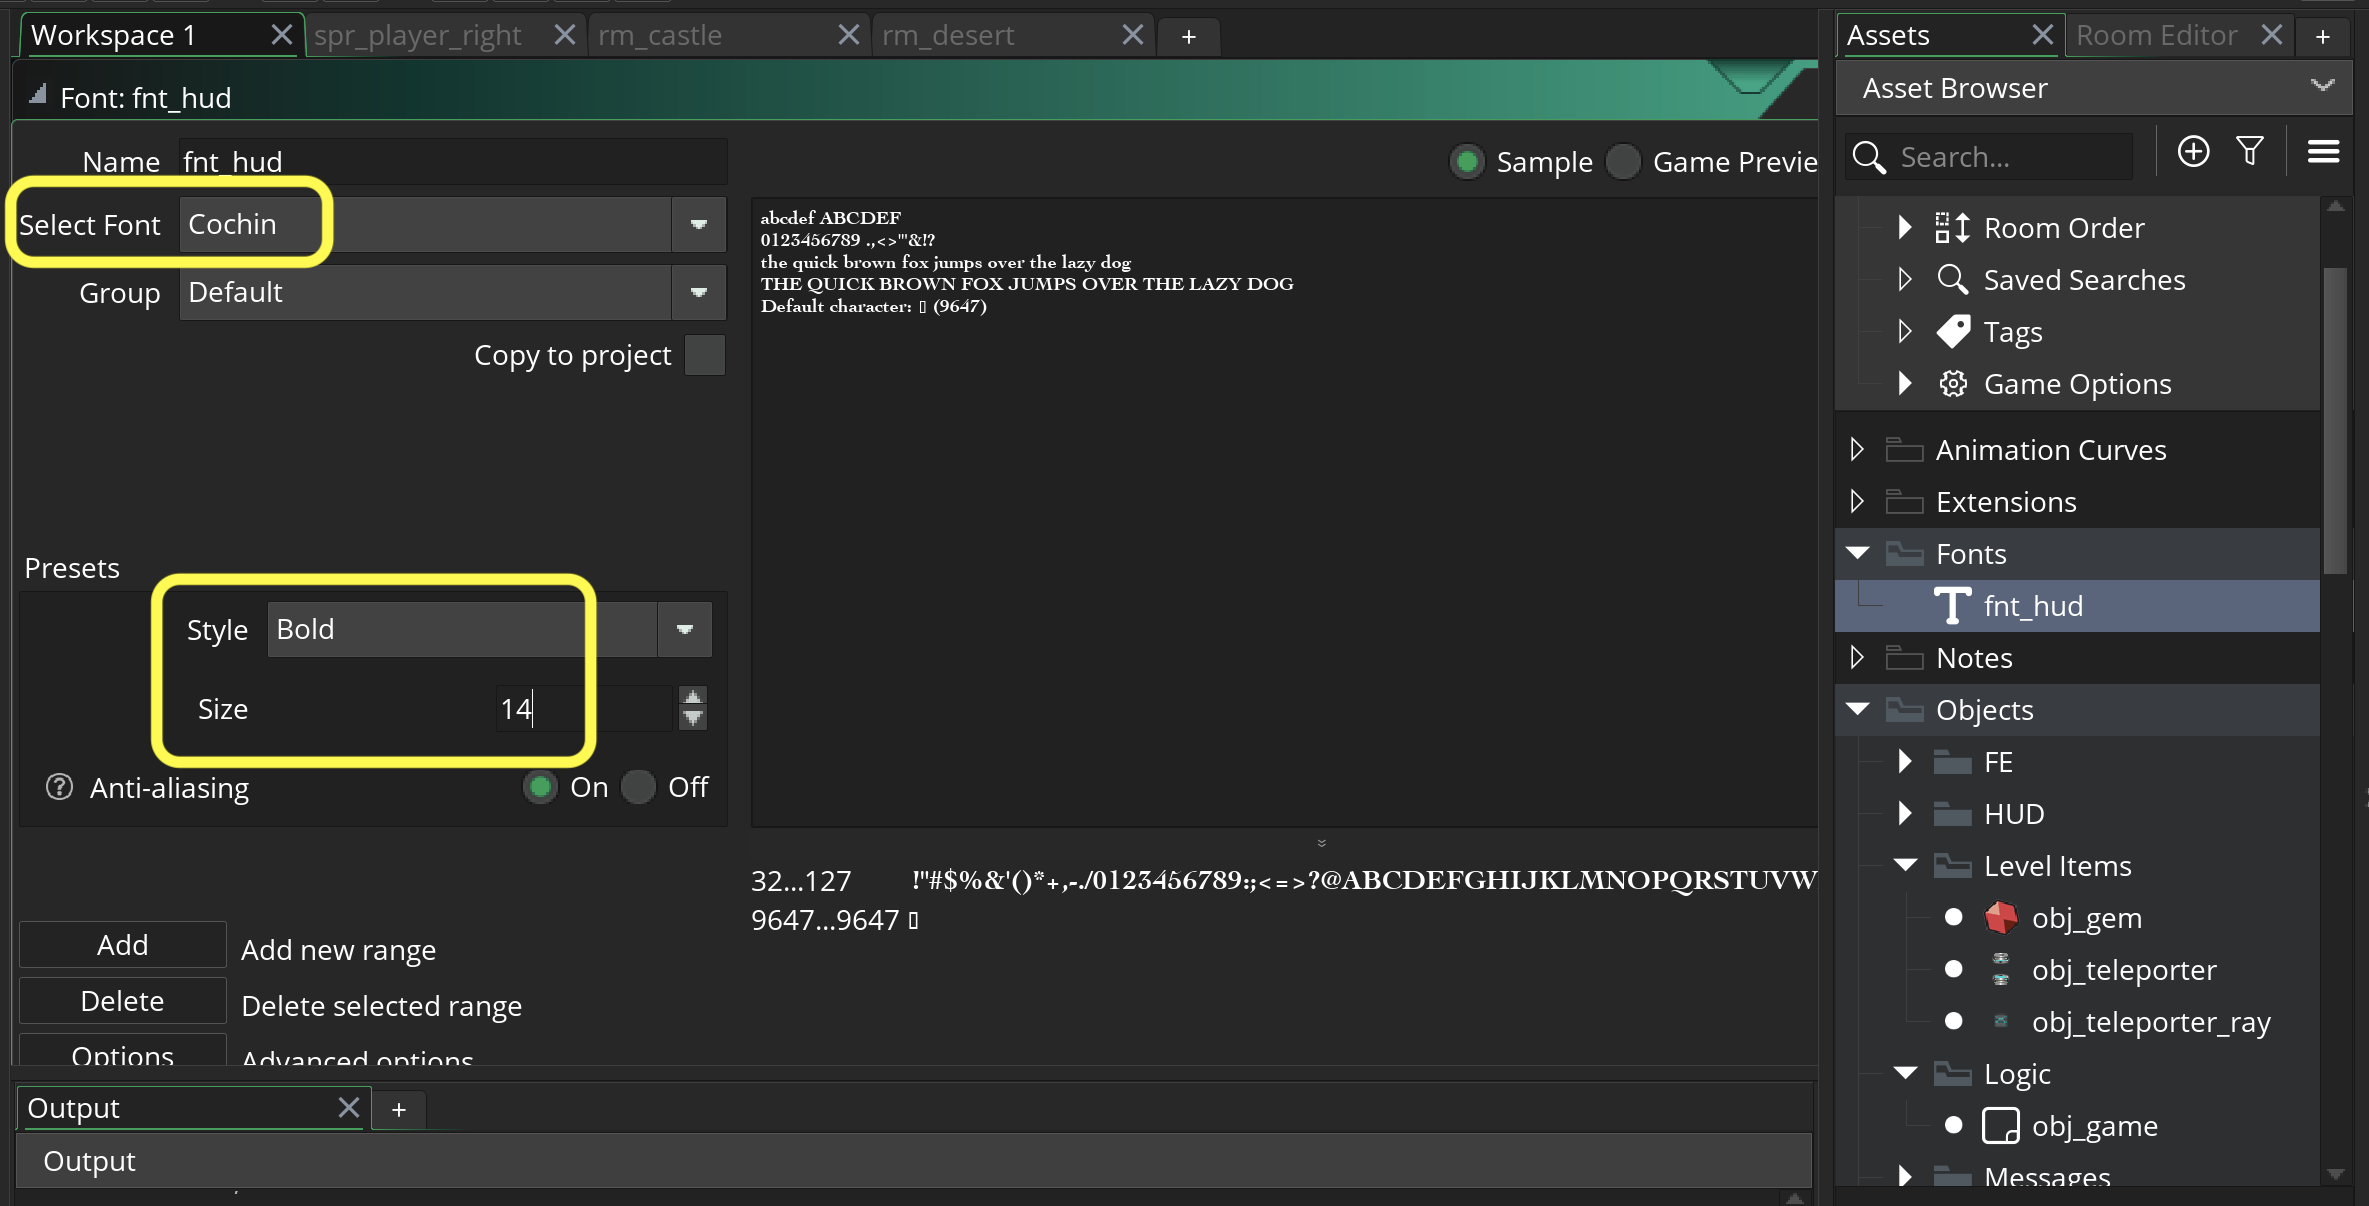 Workspace 1
spr_player_right
rm_castle
rm_desert
+
Assets
Room Editor
+
Font: fnt_hud
Asset Browser
Name fnt_hud
Sample
Game Previe
Search...
Select Font Cochin
Group Default
Copy to project
abcdef ABCDEF
0123456789 .,<>"'&!?
the quick brown fox jumps over the lazy dog
THE QUICK BROWN FOX JUMPS OVER THE LAZY DOG
Default character: ▯ (9647)
Presets
Style Bold
Size 14
? Anti-aliasing On Off
32...127 !"#$%&'()*+,-./0123456789:;<=>?@ABCDEFGHIJKLMNOPQRSTUVW
9647...9647 ▯
Add Add new range
Delete Delete selected range
Options Advanced options
Output
+
Output
Room Order
Saved Searches
Tags
Game Options
Animation Curves
Extensions
Fonts
fnt_hud
Notes
Objects
FE
HUD
Level Items
obj_gem
obj_teleporter
obj_teleporter_ray
Logic
obj_game
Messages